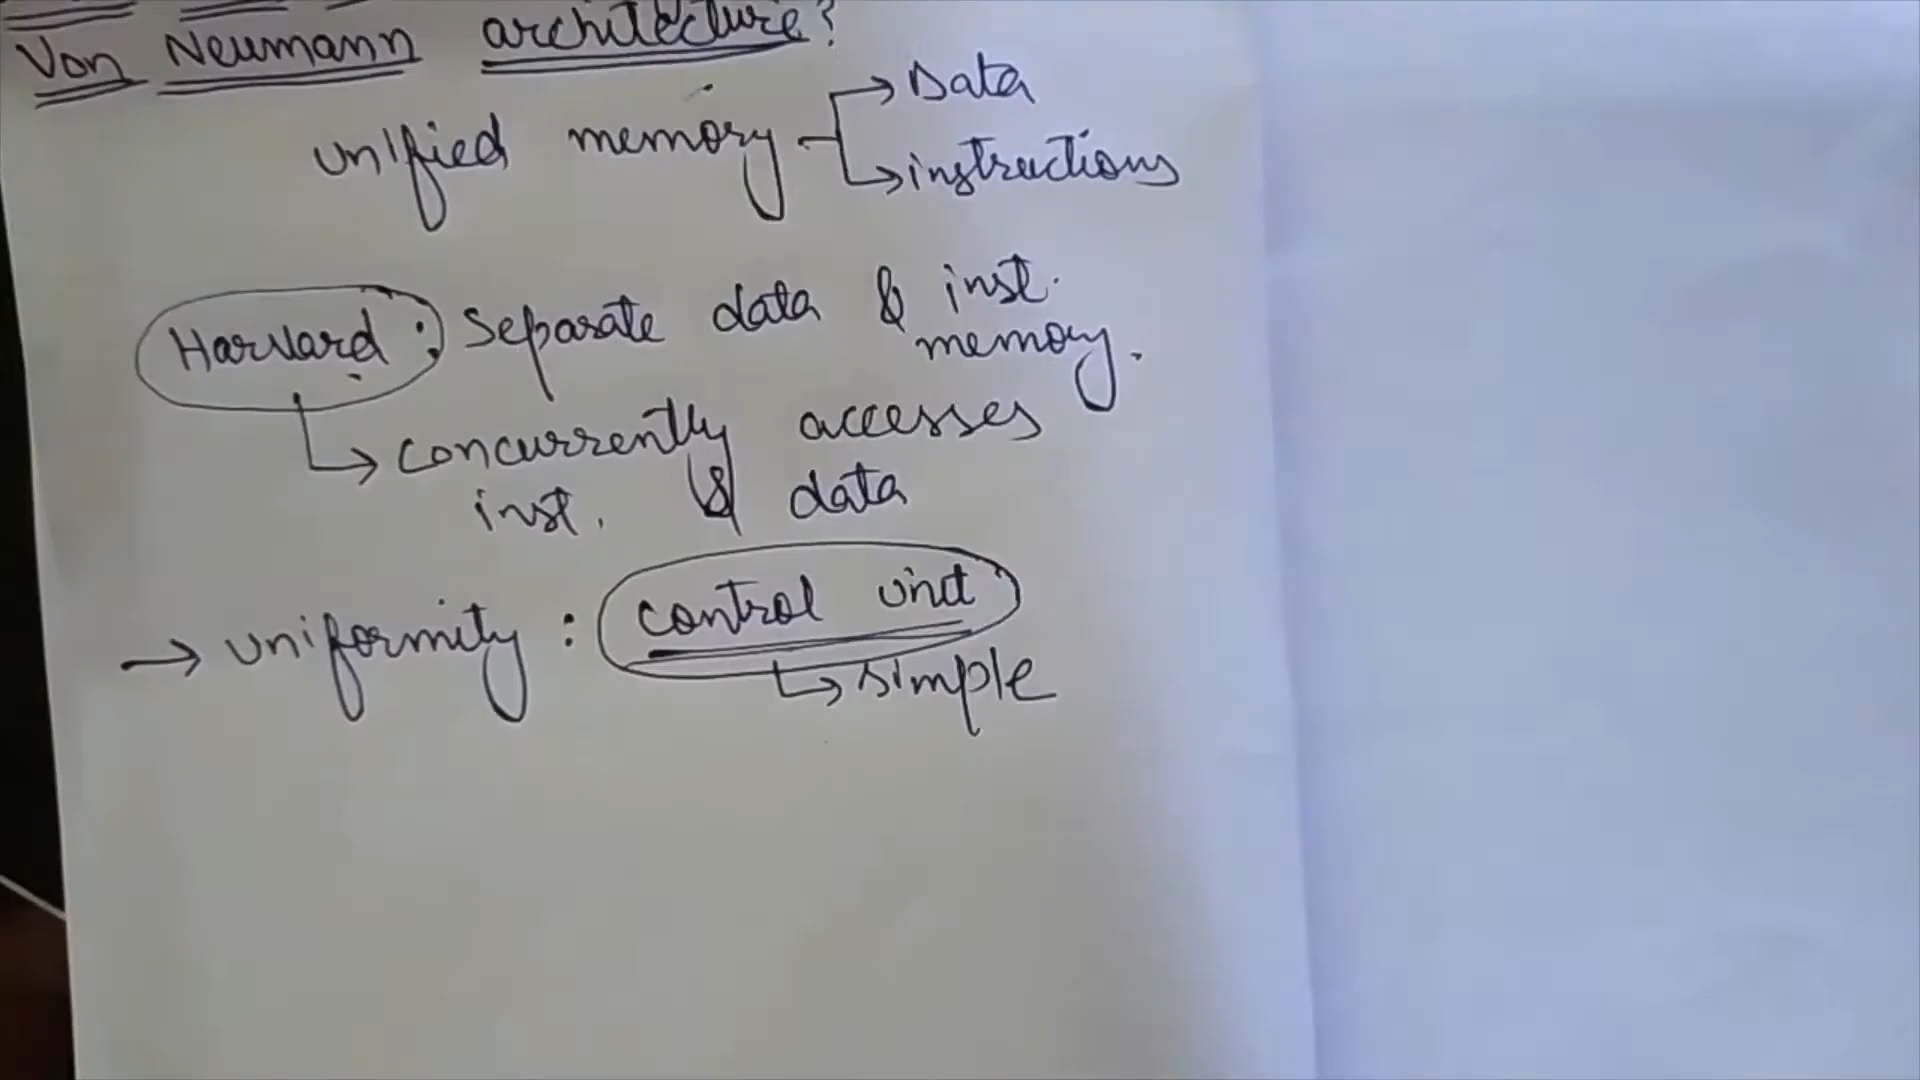 Von Neumann architecture?
unified memory → Data
→ instructions
Harvard : Separate data & inst.
memory.
→ concurrently accesses
inst. & data
→ uniformity : control unit
→ simple